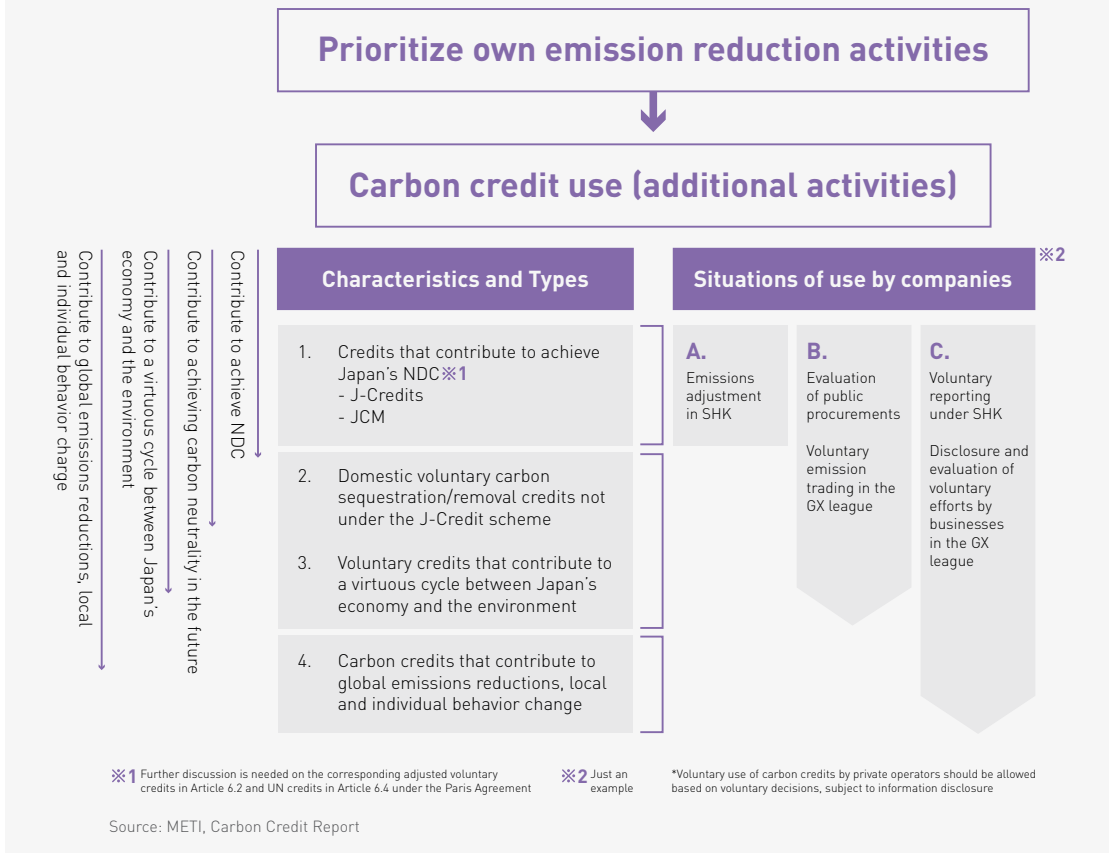 Prioritize own emission reduction activities
Carbon credit use (additional activities)
Contribute to global emissions reductions, local
and individual behavior charge
Contribute to a virtuous cycle between Japan's
economy and the environment
Contribute to achieving carbon neutrality in the future
Contribute to achieve NDC
Characteristics and Types
1. Credits that contribute to achieve
Japan's NDC※1
- J-Credits
- JCM
2. Domestic voluntary carbon
sequestration/removal credits not
under the J-Credit scheme
3. Voluntary credits that contribute to
a virtuous cycle between Japan's
economy and the environment
4. Carbon credits that contribute to
global emissions reductions, local
and individual behavior change
Situations of use by companies
※2
A.
Emissions
adjustment
in SHK
B.
Evaluation
of public
procurements
Voluntary
emission
trading in the
GX league
C.
Voluntary
reporting
under SHK
Disclosure and
evaluation of
voluntary
efforts by
businesses
in the GX
league
※1 Further discussion is needed on the corresponding adjusted voluntary
credits in Article 6.2 and UN credits in Article 6.4 under the Paris Agreement
※2 Just an
example
*Voluntary use of carbon credits by private operators should be allowed
based on voluntary decisions, subject to information disclosure
Source: METI, Carbon Credit Report